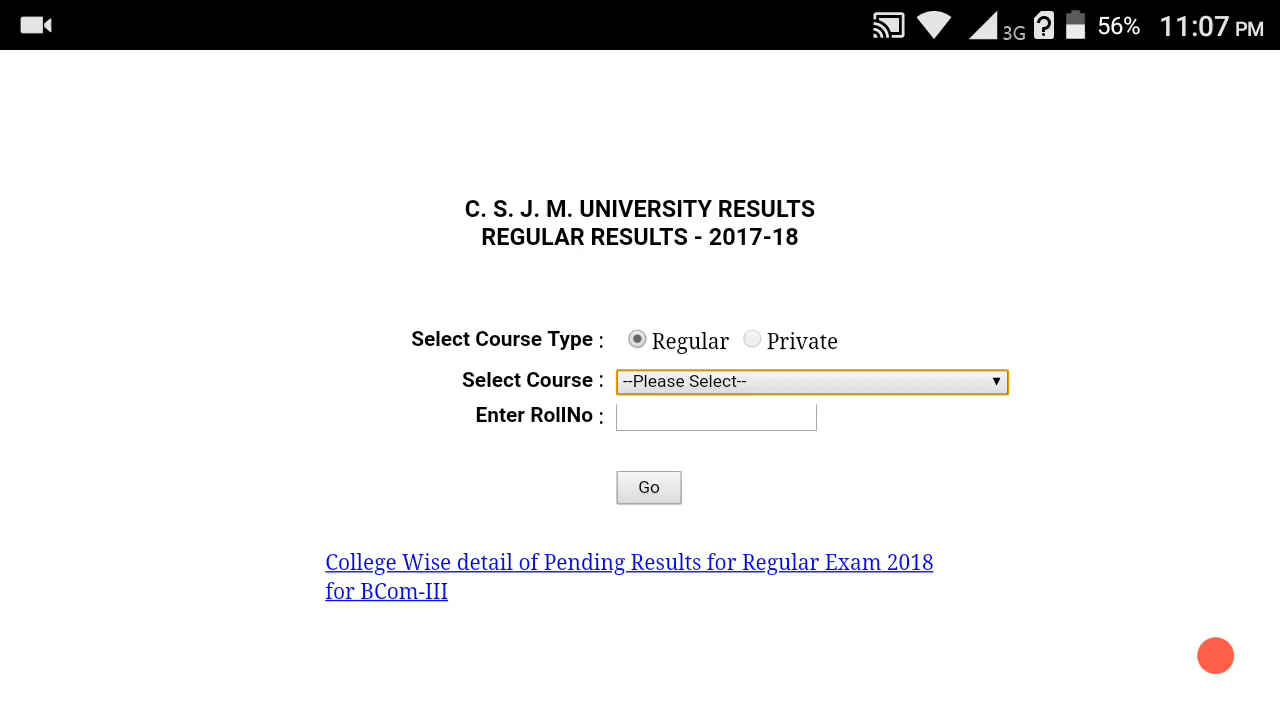 3G 56% 11:07 PM
C. S. J. M. UNIVERSITY RESULTS
REGULAR RESULTS - 2017-18
Select Course Type : Regular Private
Select Course : --Please Select--
Enter RollNo :
Go
College Wise detail of Pending Results for Regular Exam 2018
for BCom-III